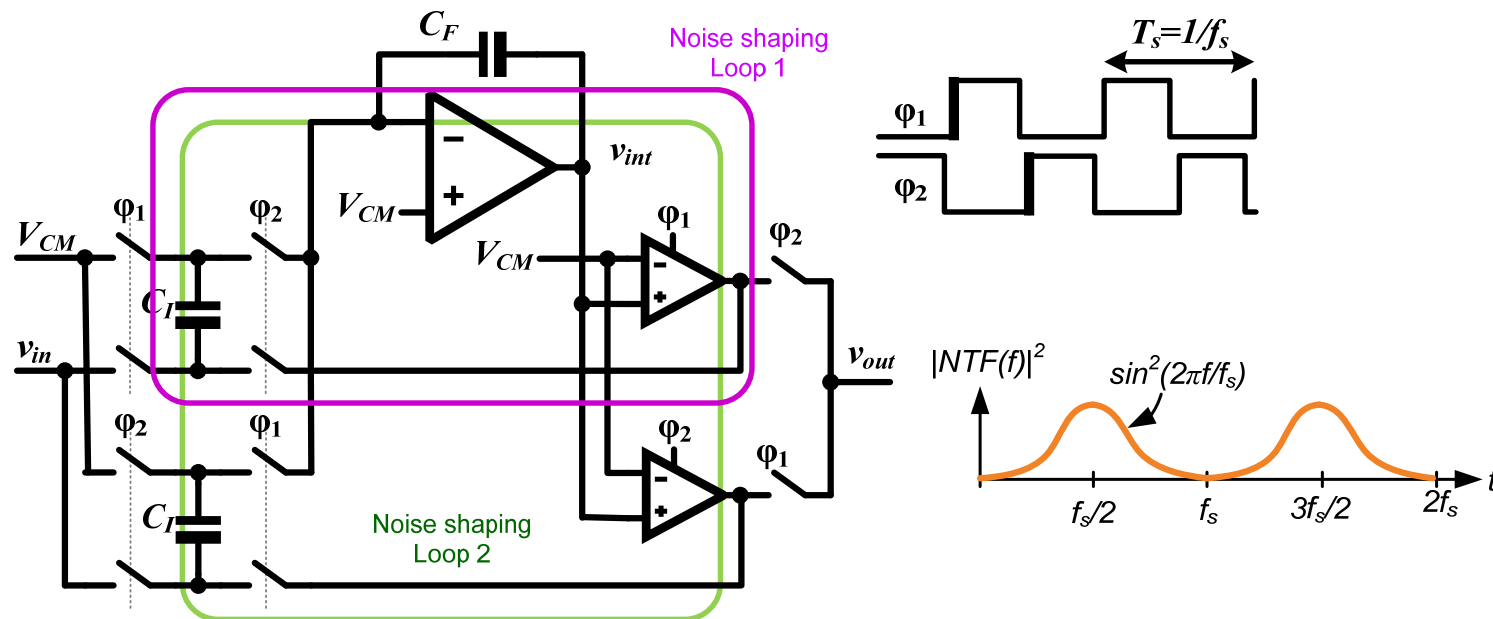 C_F
Noise shaping
Loop 1
T_s=1/f_s
φ1
φ2
v_int
V_CM
φ1
φ2
V_CM
φ1
φ2
V_CM
C_I
v_in
v_out
|NTF(f)|²
sin²(2πf/f_s)
φ2
φ1
φ2
φ1
C_I
Noise shaping
Loop 2
f_s/2
f_s
3f_s/2
2f_s
t